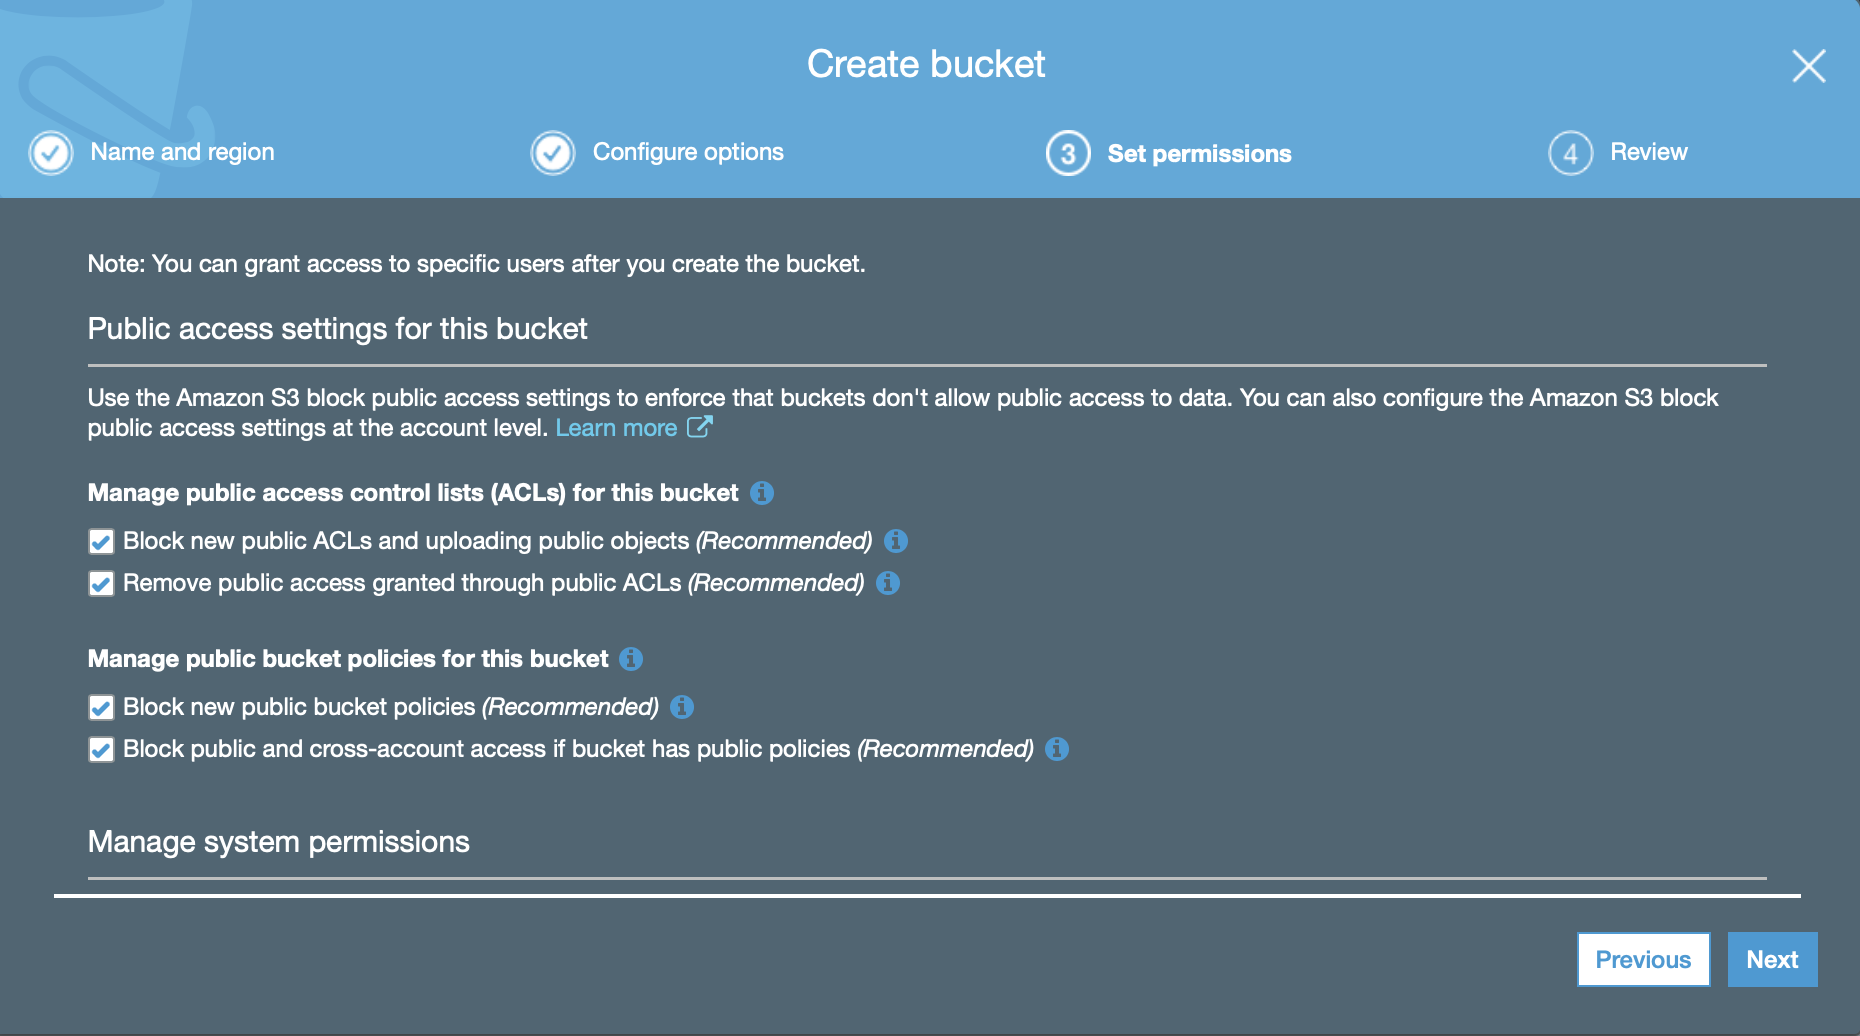 Create bucket
Name and region
Configure options
3 Set permissions
4 Review
Note: You can grant access to specific users after you create the bucket.
Public access settings for this bucket
Use the Amazon S3 block public access settings to enforce that buckets don't allow public access to data. You can also configure the Amazon S3 block
public access settings at the account level. Learn more
Manage public access control lists (ACLs) for this bucket
Block new public ACLs and uploading public objects (Recommended)
Remove public access granted through public ACLs (Recommended)
Manage public bucket policies for this bucket
Block new public bucket policies (Recommended)
Block public and cross-account access if bucket has public policies (Recommended)
Manage system permissions
Previous
Next